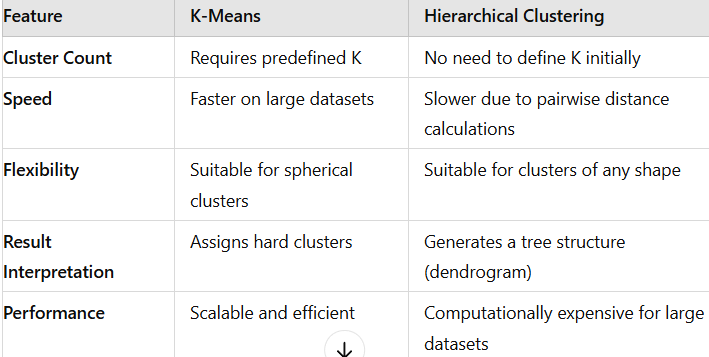 Feature K-Means Hierarchical Clustering
Cluster Count Requires predefined K No need to define K initially
Speed Faster on large datasets Slower due to pairwise distance
calculations
Flexibility Suitable for spherical Suitable for clusters of any shape
clusters
Result Assigns hard clusters Generates a tree structure
Interpretation (dendrogram)
Performance Scalable and efficient Computationally expensive for large
datasets